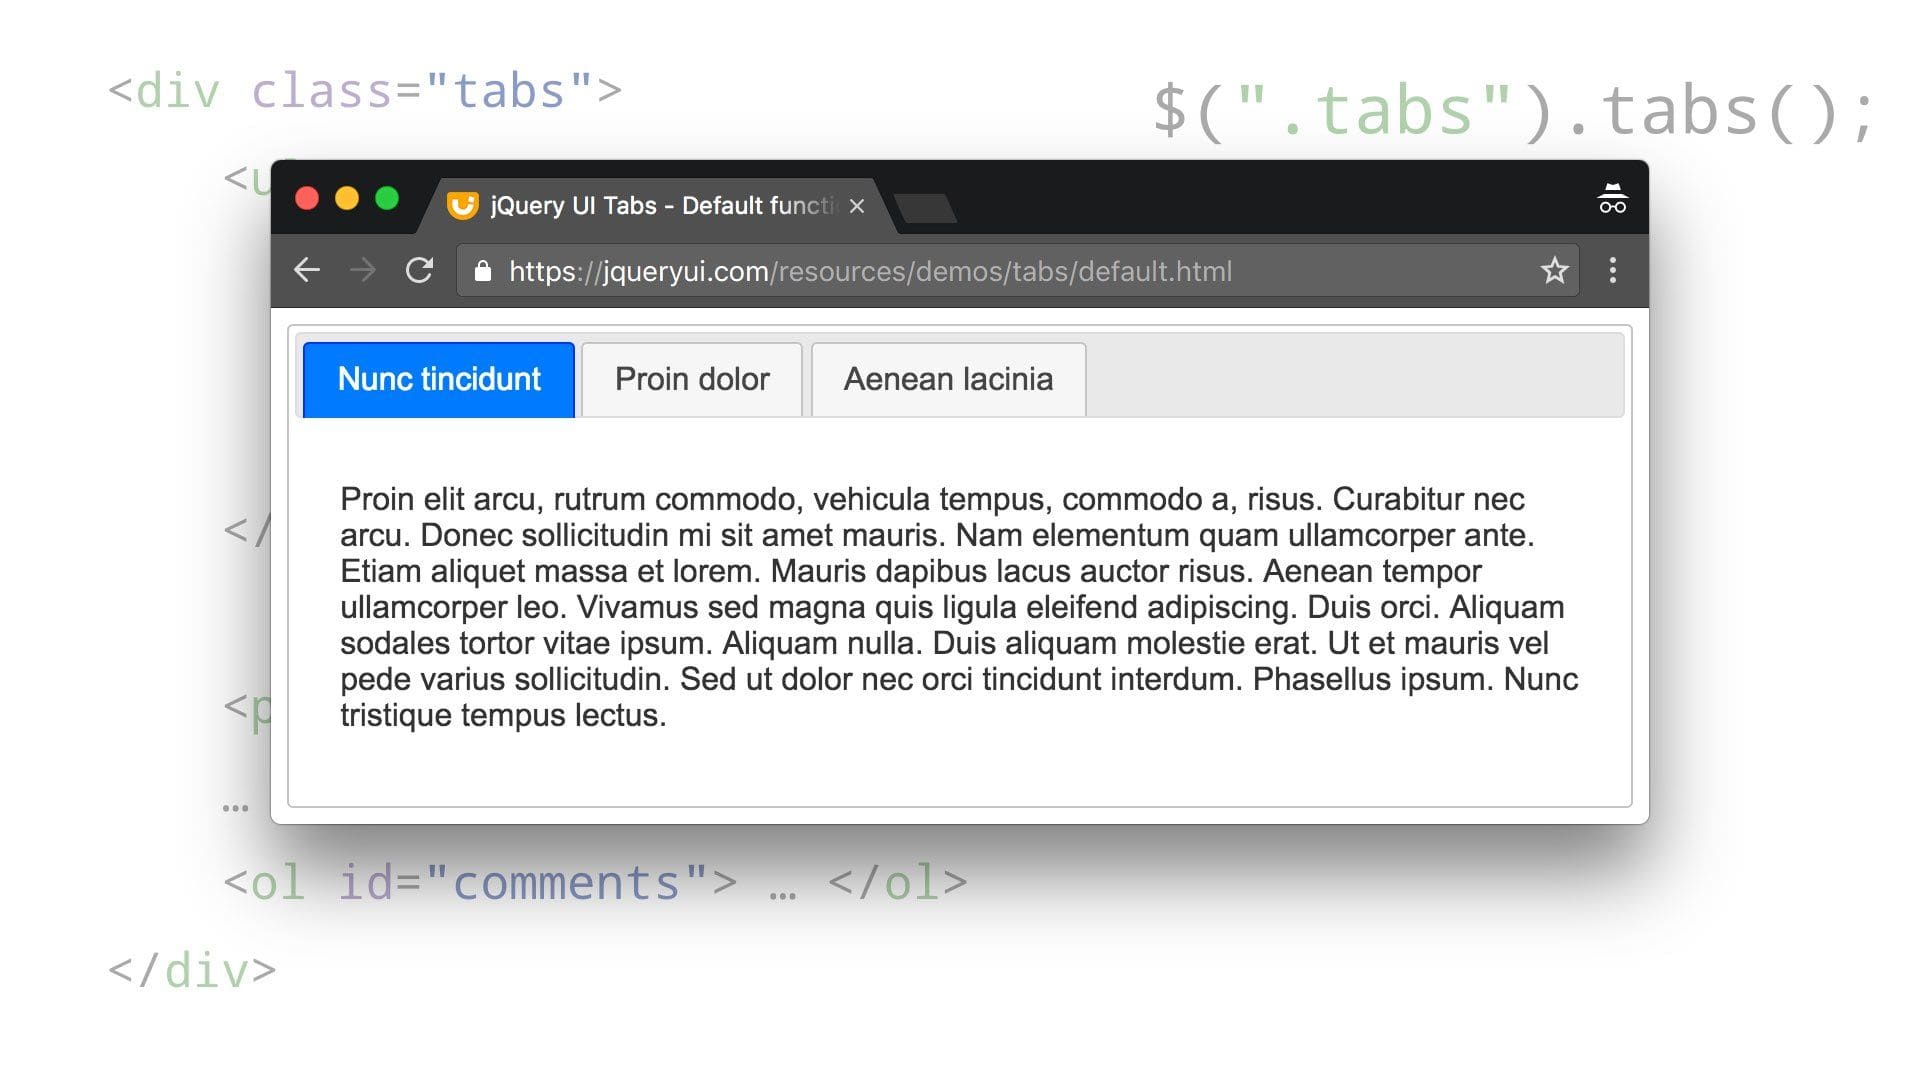 <div class="tabs">
$(".tabs").tabs();
<u
jQuery UI Tabs - Default functi
https://jqueryui.com/resources/demos/tabs/default.html
Nunc tincidunt
Proin dolor
Aenean lacinia
Proin elit arcu, rutrum commodo, vehicula tempus, commodo a, risus. Curabitur nec
arcu. Donec sollicitudin mi sit amet mauris. Nam elementum quam ullamcorper ante.
Etiam aliquet massa et lorem. Mauris dapibus lacus auctor risus. Aenean tempor
ullamcorper leo. Vivamus sed magna quis ligula eleifend adipiscing. Duis orci. Aliquam
sodales tortor vitae ipsum. Aliquam nulla. Duis aliquam molestie erat. Ut et mauris vel
pede varius sollicitudin. Sed ut dolor nec orci tincidunt interdum. Phasellus ipsum. Nunc
tristique tempus lectus.
</
<p
…
<ol id="comments"> … </ol>
</div>